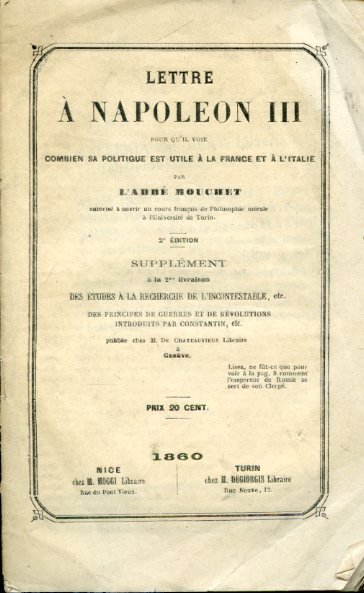 LETTRE
À NAPOLEON III
POUR QU'IL VOIE
COMBIEN SA POLITIQUE EST UTILE À LA FRANCE ET À L'ITALIE
PAR
L'ABBÉ MOUCHET
autorisé à ouvrir un cours français de Philosophie morale
à l'Université de Turin.
2e ÉDITION
SUPPLÉMENT
à la 2me livraison
DES ETUDES À LA RECHERCHE DE L'INCONTESTABLE, etc.
DES PRINCIPES DE GUERRES ET DE RÉVOLUTIONS
INTRODUITS PAR CONSTANTIN, etc.
publiée chez M. DE CHATEAUVIEUX Libraire
à
GENÈVE.
Lisez, ne fût-ce que pour
voir à la pag. 8 comment
l'empereur de Russie se
sert de son Clergé.
PRIX 20 CENT.
1860
NICE
chez M. MOGGI Libraire
Rue du Pont Vieux.
TURIN
chez M. DEGIORGIS Libraire
Rue Neuve,